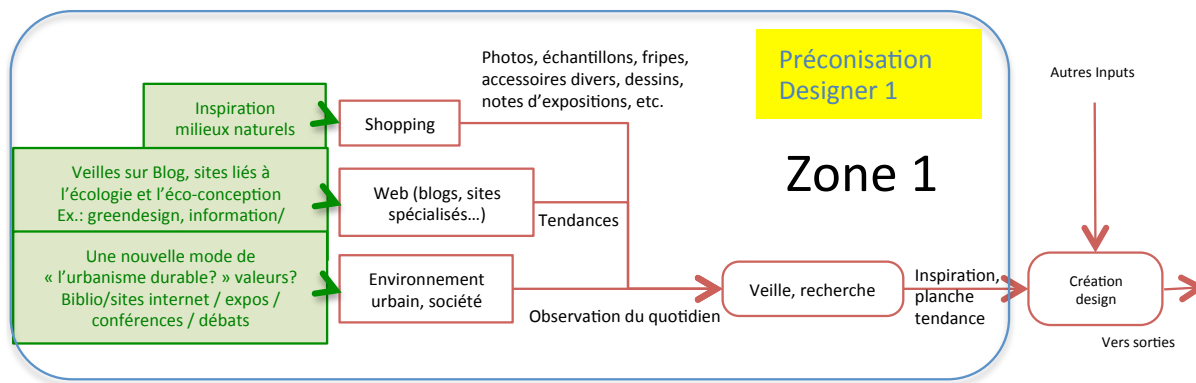 Photos, échantillons, fripes,
accessoires divers, dessins,
notes d'expositions, etc.
Préconisation
Designer 1
Autres Inputs
Inspiration
milieux naturels
Shopping
Zone 1
Veilles sur Blog, sites liés à
l'écologie et l'éco-conception
Ex.: greendesign, information/
Web (blogs, sites
spécialisés…)
Tendances
Une nouvelle mode de
« l'urbanisme durable? » valeurs?
Biblio/sites internet / expos /
conférences / débats
Environnement
urbain, société
Observation du quotidien
Veille, recherche
Inspiration,
planche
tendance
Création
design
Vers sorties